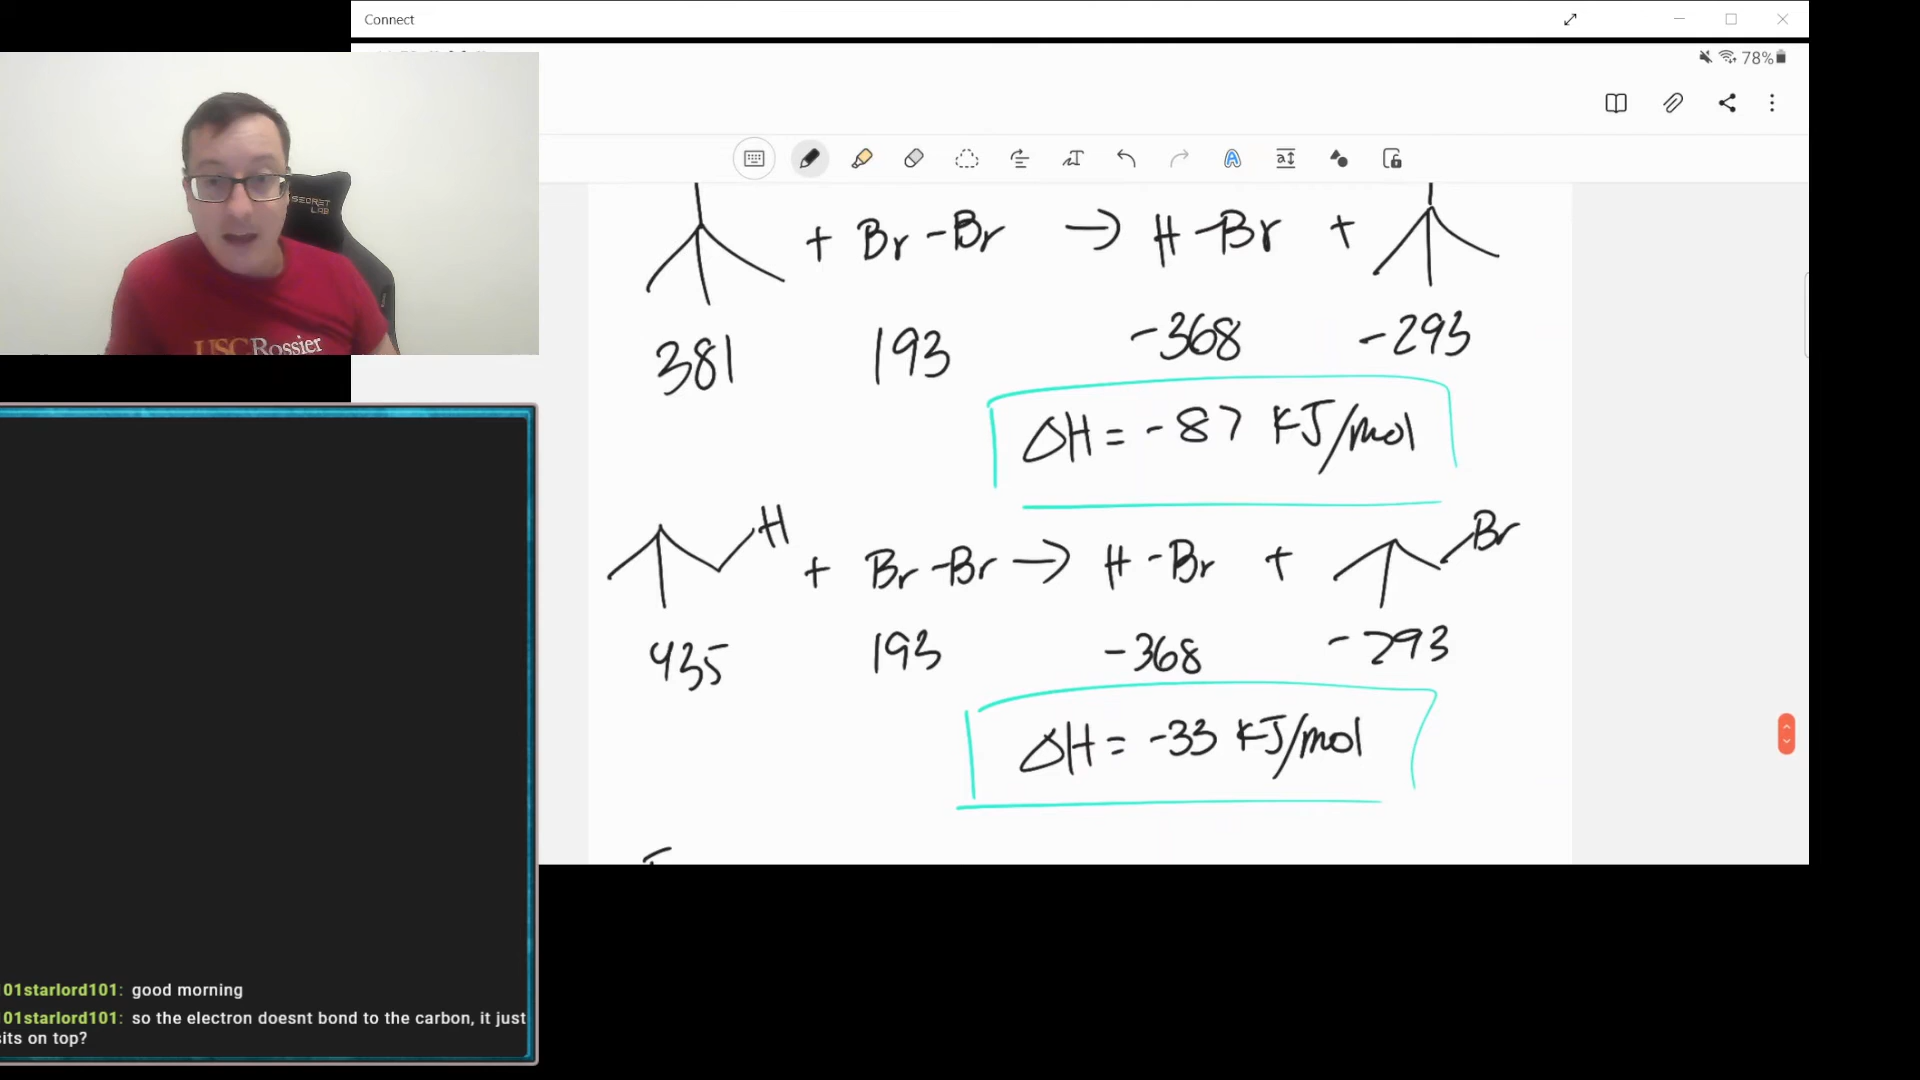 Connect
78%
SECRET
LAB
USC Rossier
+ Br-Br → H-Br +
381 193 -368 -293
ΔH = -87 KJ/mol
H + Br-Br → H-Br + Br
435 193 -368 -293
ΔH = -33 KJ/mol
01starlord101: good morning
01starlord101: so the electron doesnt bond to the carbon, it just
sits on top?